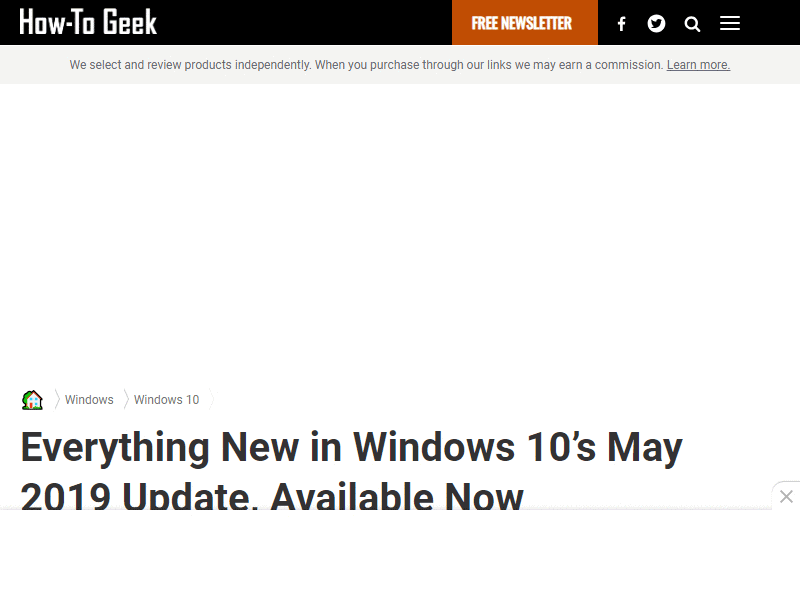 How-To Geek
FREE NEWSLETTER
We select and review products independently. When you purchase through our links we may earn a commission. Learn more.
Windows
Windows 10
Everything New in Windows 10’s May
2019 Update, Available Now